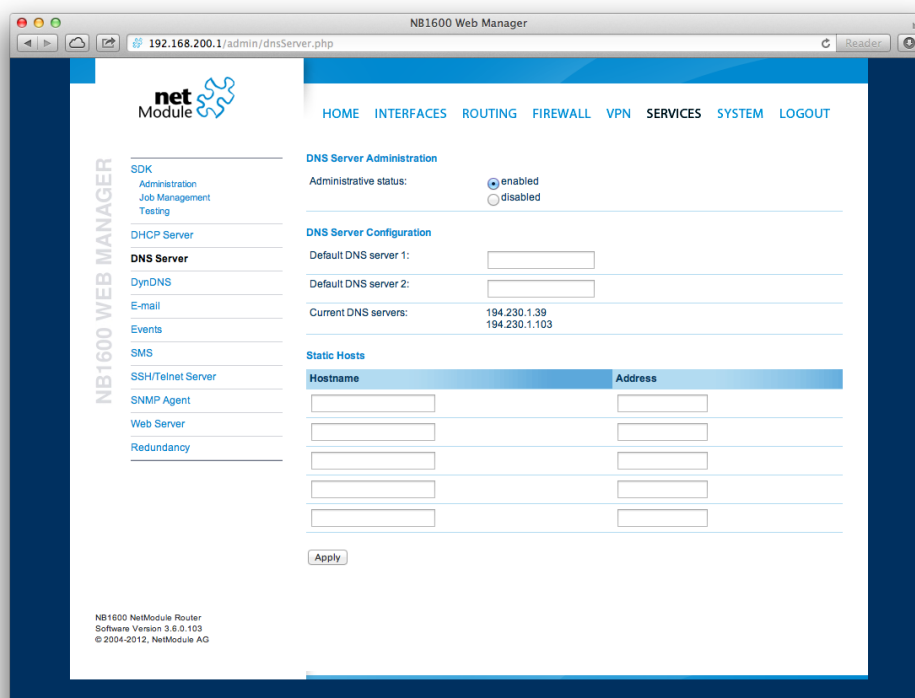 NB1600 Web Manager
192.168.200.1/admin/dnsServer.php
Reader
net
Module
HOME INTERFACES ROUTING FIREWALL VPN SERVICES SYSTEM LOGOUT
NB1600 WEB MANAGER
SDK
Administration
Job Management
Testing
DHCP Server
DNS Server
DynDNS
E-mail
Events
SMS
SSH/Telnet Server
SNMP Agent
Web Server
Redundancy
DNS Server Administration
Administrative status:
enabled
disabled
DNS Server Configuration
Default DNS server 1:
Default DNS server 2:
Current DNS servers:
194.230.1.39
194.230.1.103
Static Hosts
Hostname Address
Apply
NB1600 NetModule Router
Software Version 3.6.0.103
© 2004-2012, NetModule AG